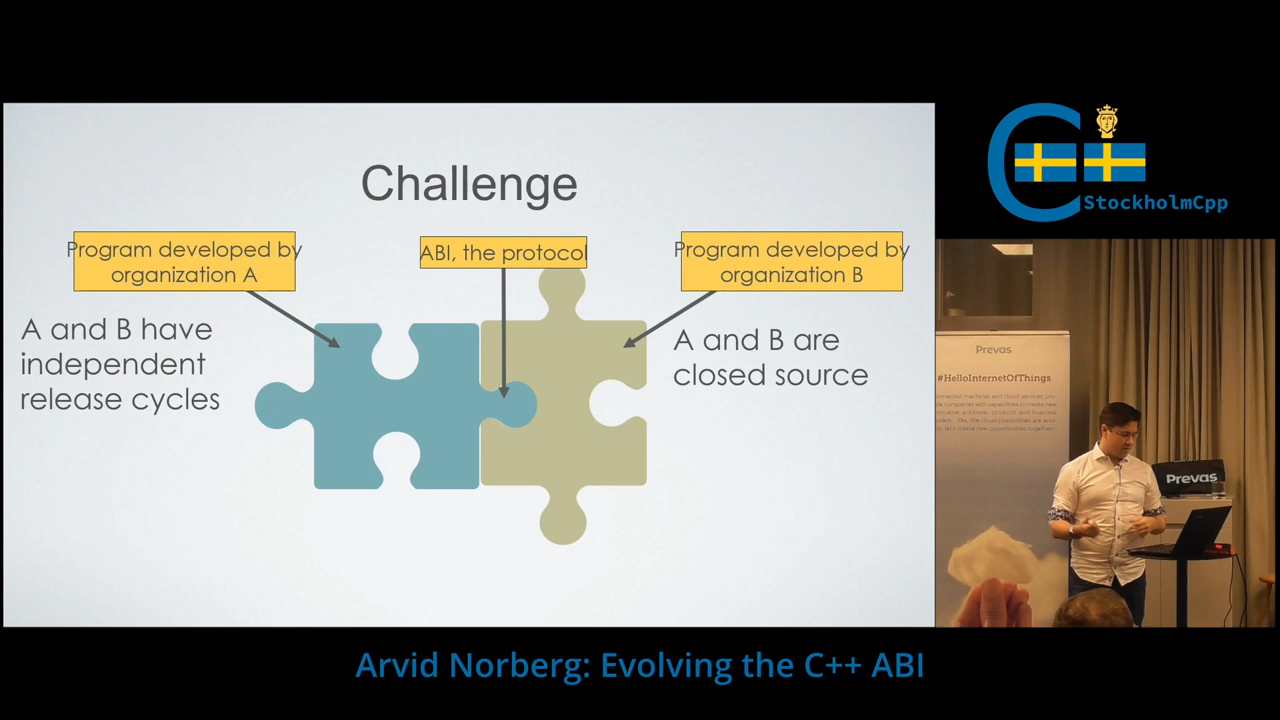 Challenge
Program developed by
organization A
ABI, the protocol
Program developed by
organization B
A and B have
independent
release cycles
A and B are
closed source
StockholmCpp
Prevas
#HelloInternetOfThings
Prevas
Arvid Norberg: Evolving the C++ ABI